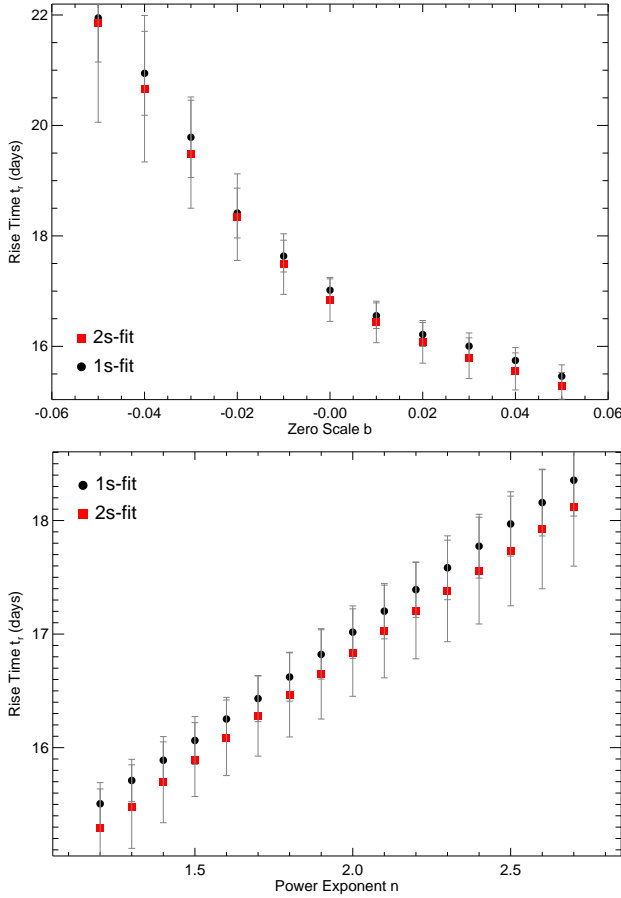 22
20
18
16
Rise Time tr (days)
2s-fit
1s-fit
-0.06 -0.04 -0.02 -0.00 0.02 0.04 0.06
Zero Scale b
18
17
16
Rise Time tr (days)
1s-fit
2s-fit
1.5 2.0 2.5
Power Exponent n